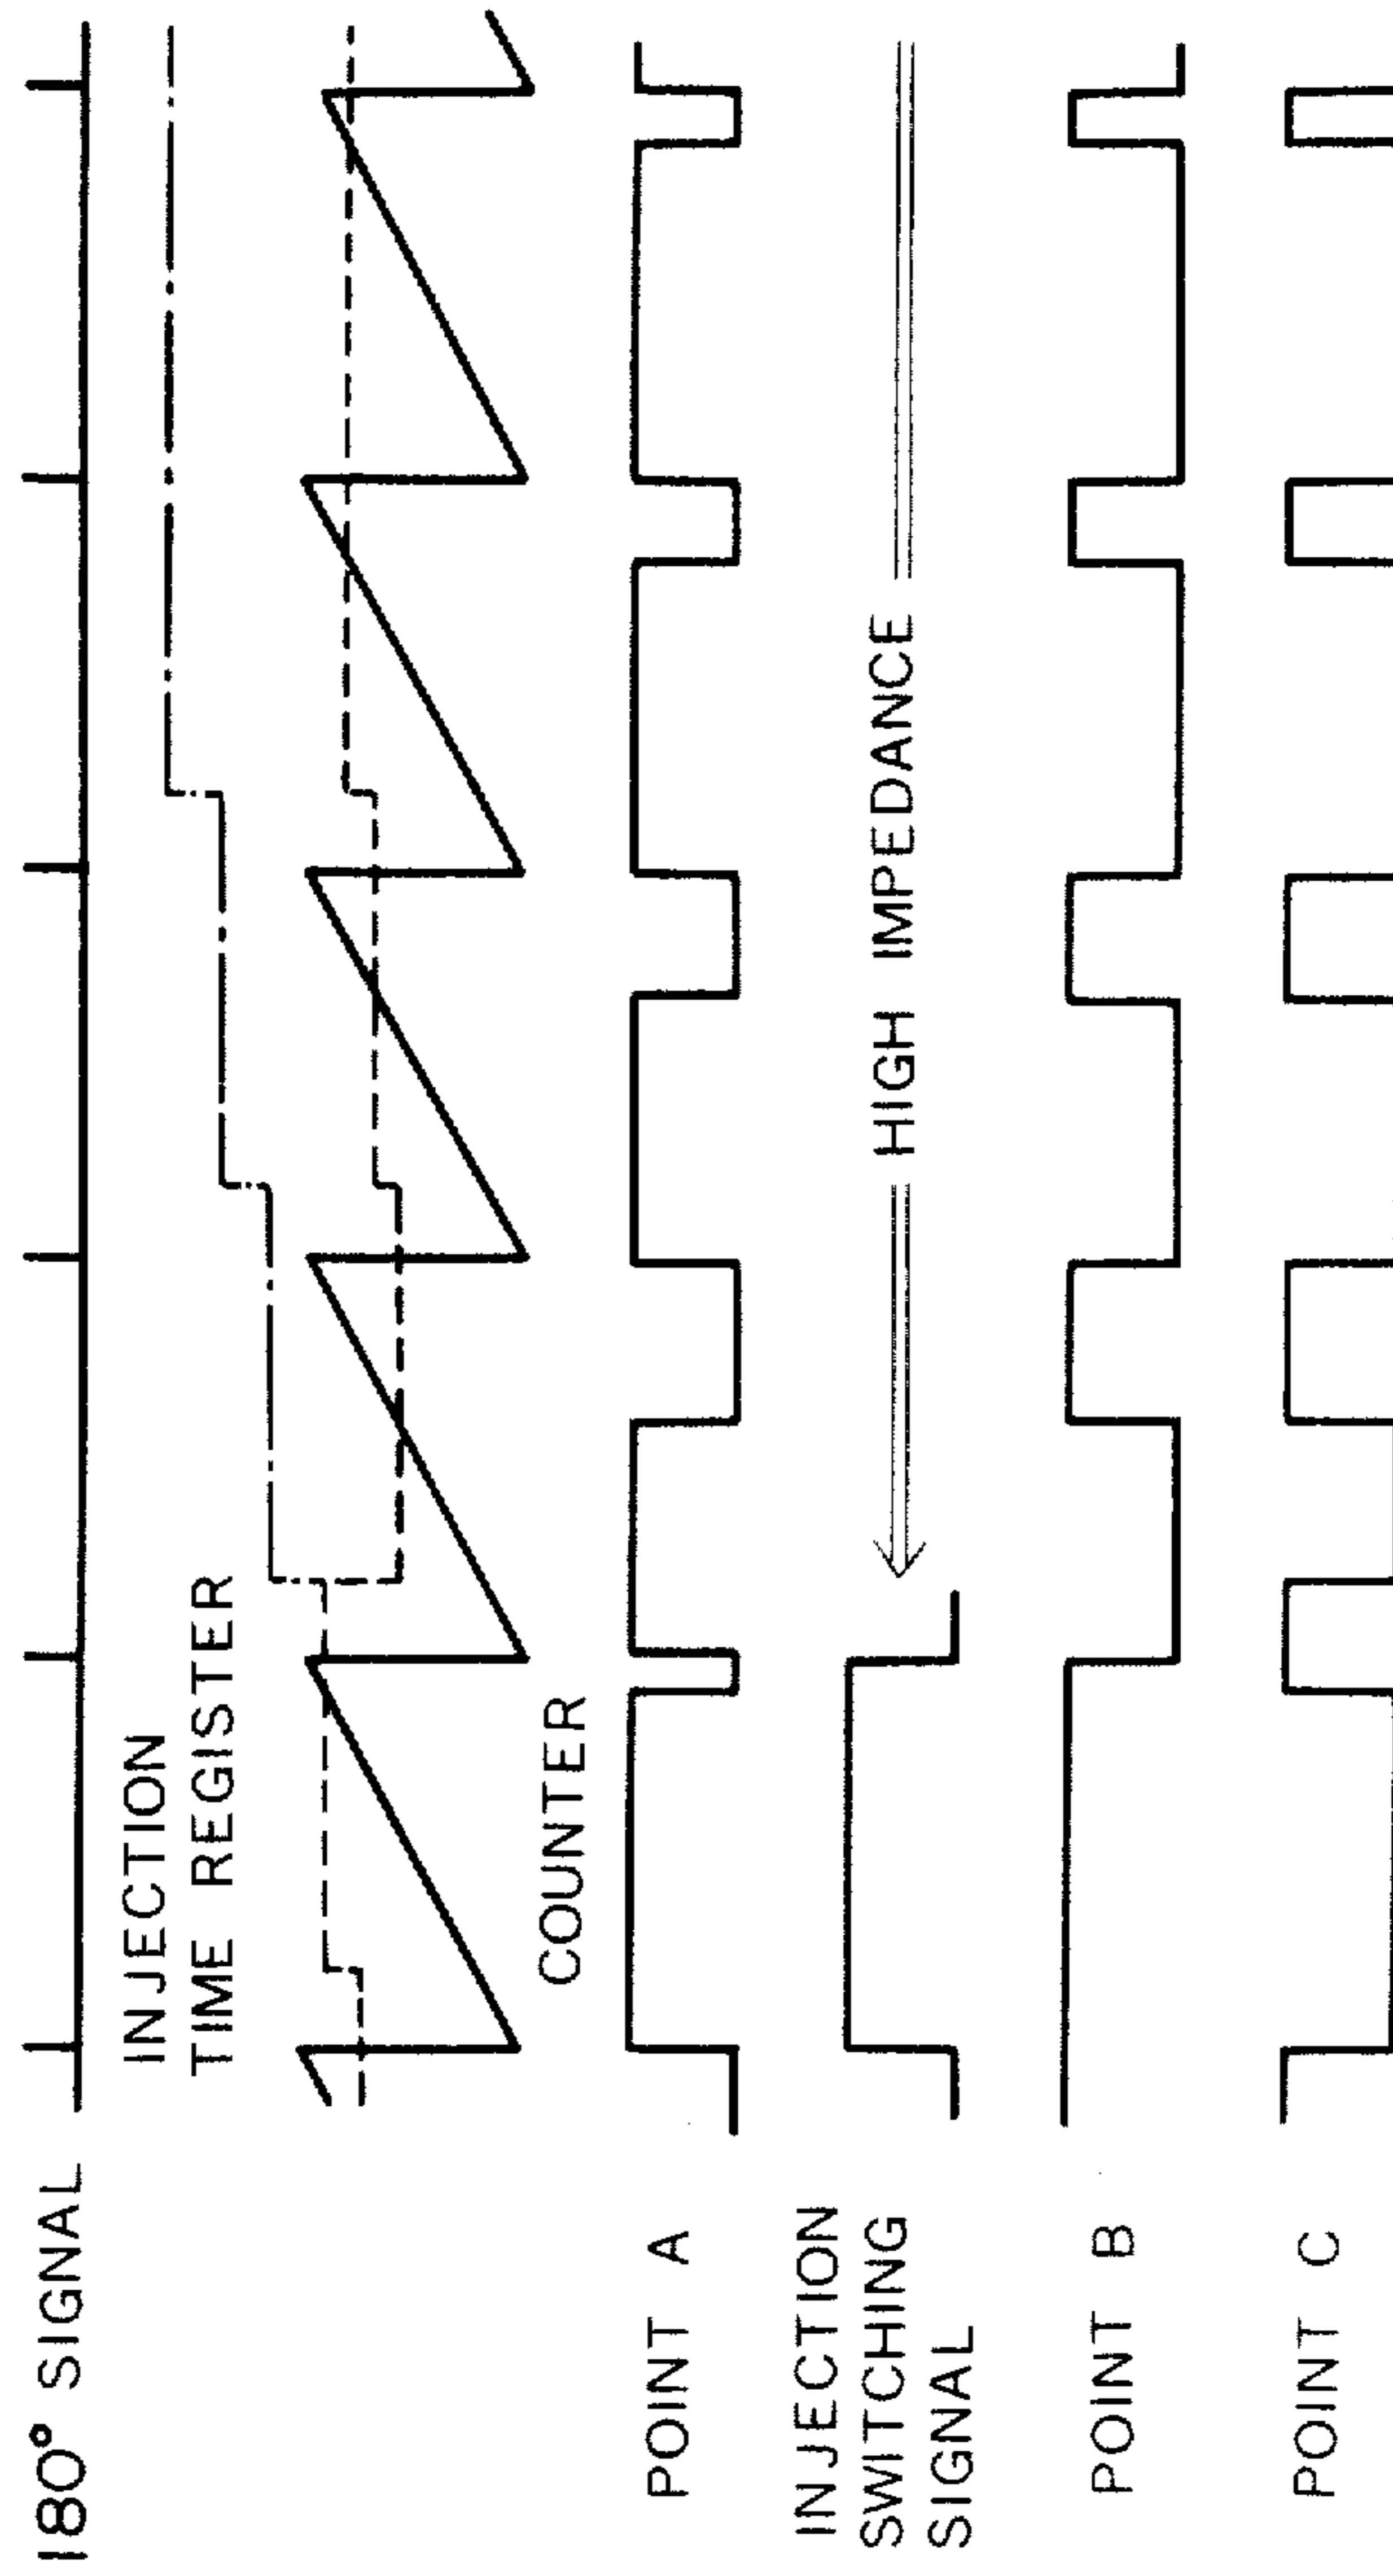 180° SIGNAL
INJECTION
TIME REGISTER
COUNTER
POINT A
INJECTION
SWITCHING
SIGNAL
HIGH IMPEDANCE
POINT B
POINT C